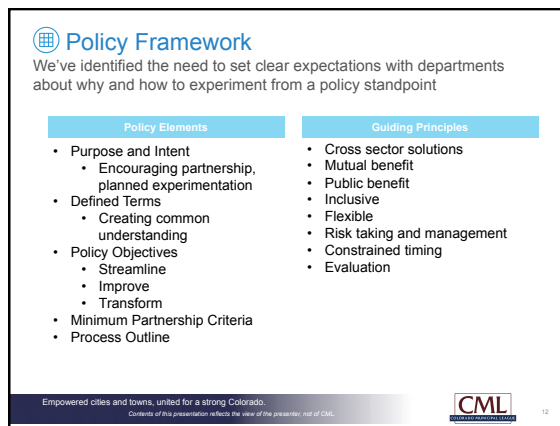 Policy Framework
We've identified the need to set clear expectations with departments
about why and how to experiment from a policy standpoint
Policy Elements
• Purpose and Intent
• Encouraging partnership,
planned experimentation
• Defined Terms
• Creating common
understanding
• Policy Objectives
• Streamline
• Improve
• Transform
• Minimum Partnership Criteria
• Process Outline
Guiding Principles
• Cross sector solutions
• Mutual benefit
• Public benefit
• Inclusive
• Flexible
• Risk taking and management
• Constrained timing
• Evaluation
Empowered cities and towns, united for a strong Colorado.
Contents of this presentation reflects the view of the presenter, not of CML.
CML
COLORADO MUNICIPAL LEAGUE
12